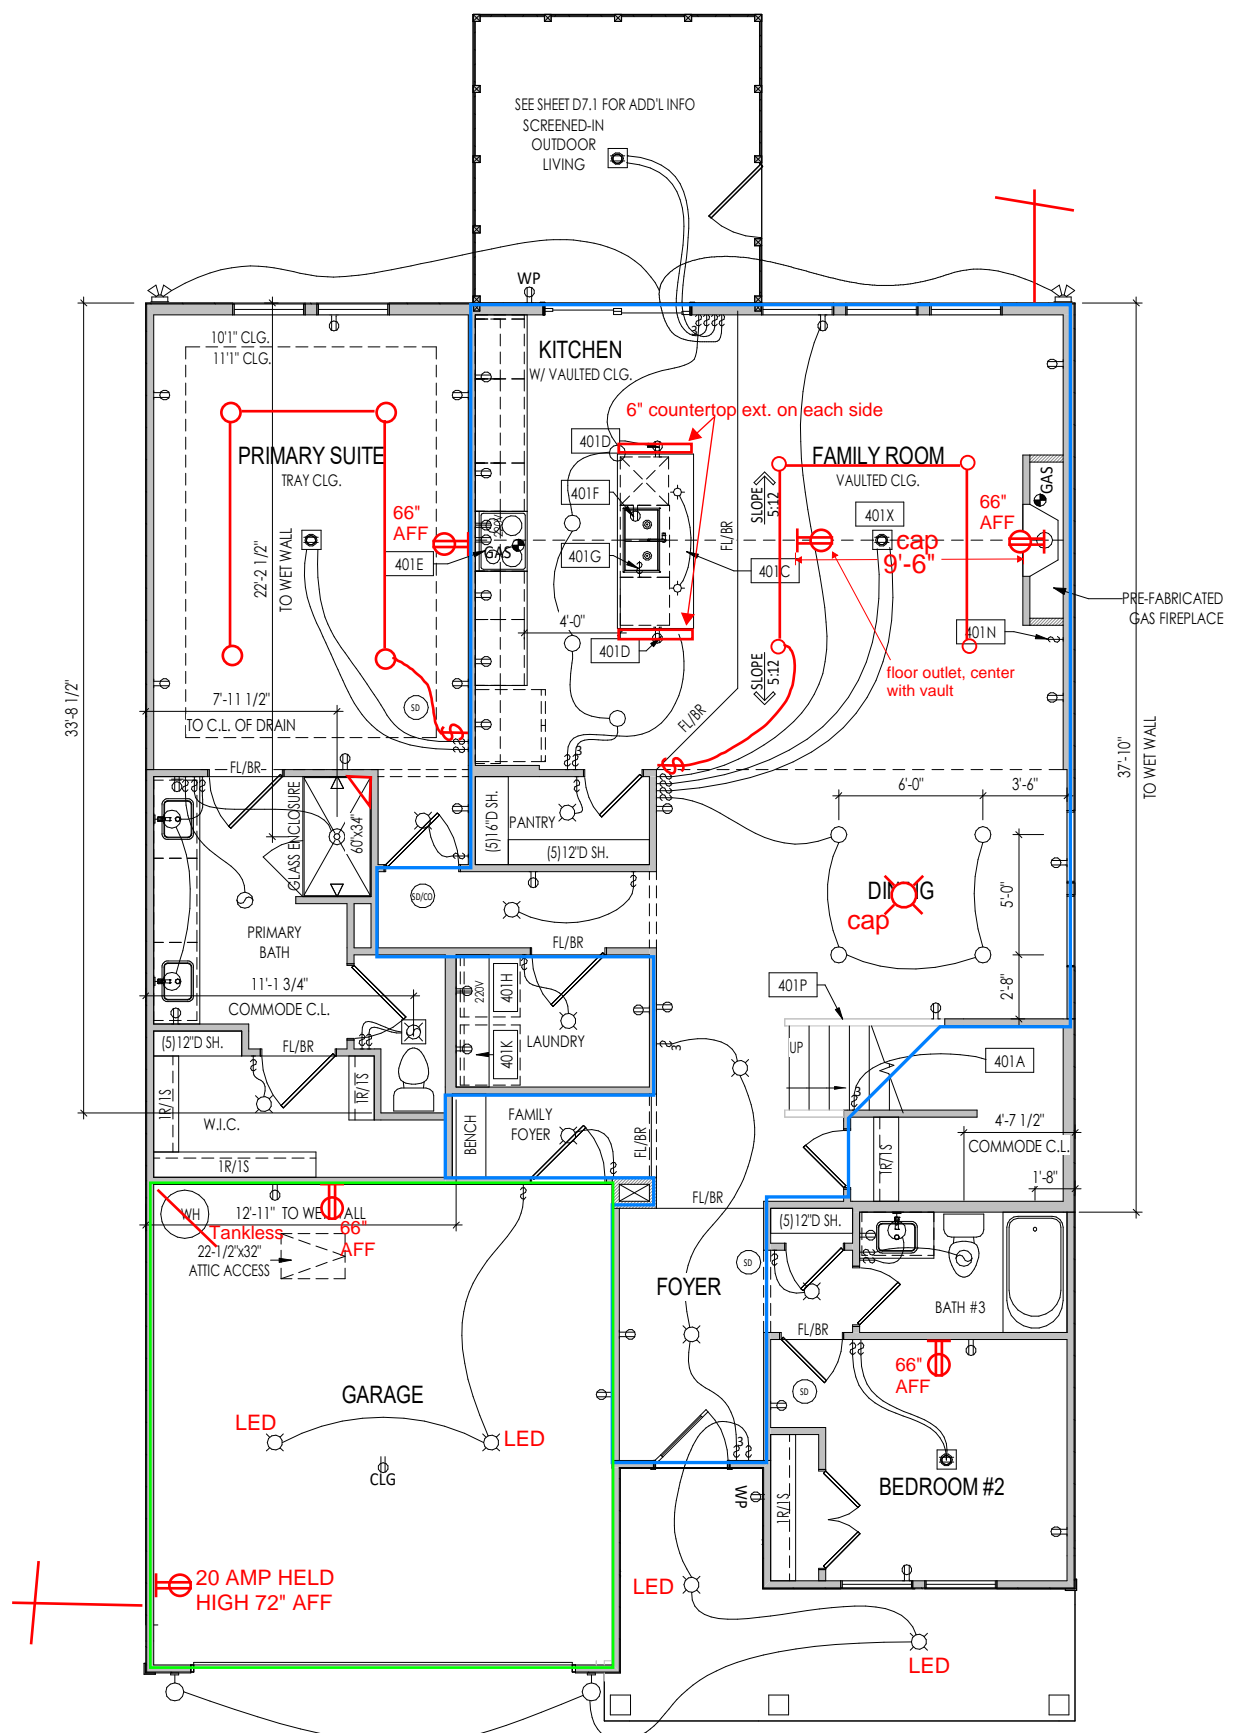 SEE SHEET D7.1 FOR ADD'L INFO
SCREENED-IN
OUTDOOR
LIVING
WP
10'1" CLG.
11'1" CLG.
KITCHEN
W/ VAULTED CLG.
6" countertop ext. on each side
401D
PRIMARY SUITE
TRAY CLG.
FAMILY ROOM
VAULTED CLG.
GAS
SLOPE
5:12
401F
401X
66"
AFF
66"
AFF
22'-2 1/2"
TO WET WALL
220V
GAS
401E
401G
FL/BR
401C
cap
9'-6"
PRE-FABRICATED
GAS FIREPLACE
4'-0"
401D
401N
floor outlet, center
with vault
SLOPE
5:12
33'-8 1/2"
7'-11 1/2"
TO C.L. OF DRAIN
SD
FL/BR
37'-10"
TO WET WALL
FL/BR
6'-0"
3'-6"
GLASS ENCLOSURE
60"x34"
(5)16"D SH.
PANTRY
(5)12"D SH.
SD/CO
DINING
cap
5'-0"
PRIMARY
BATH
FL/BR
11'-1 3/4"
COMMODE C.L.
220V
401H
401P
2'-8"
(5)12"D SH.
FL/BR
401K
LAUNDRY
UP
401A
1R/1S
1R/1S
W.I.C.
1R/1S
BENCH
FAMILY
FOYER
FL/BR
4'-7 1/2"
COMMODE C.L.
1R/1S
1'-8"
FL/BR
WH
12'-11" TO WET WALL
Tankless
66"
AFF
22-1/2"x32"
ATTIC ACCESS
(5)12"D SH.
SD
FOYER
BATH #3
FL/BR
66"
AFF
SD
GARAGE
LED
LED
CLG
WP
1R/1S
BEDROOM #2
20 AMP HELD
HIGH 72" AFF
LED
LED